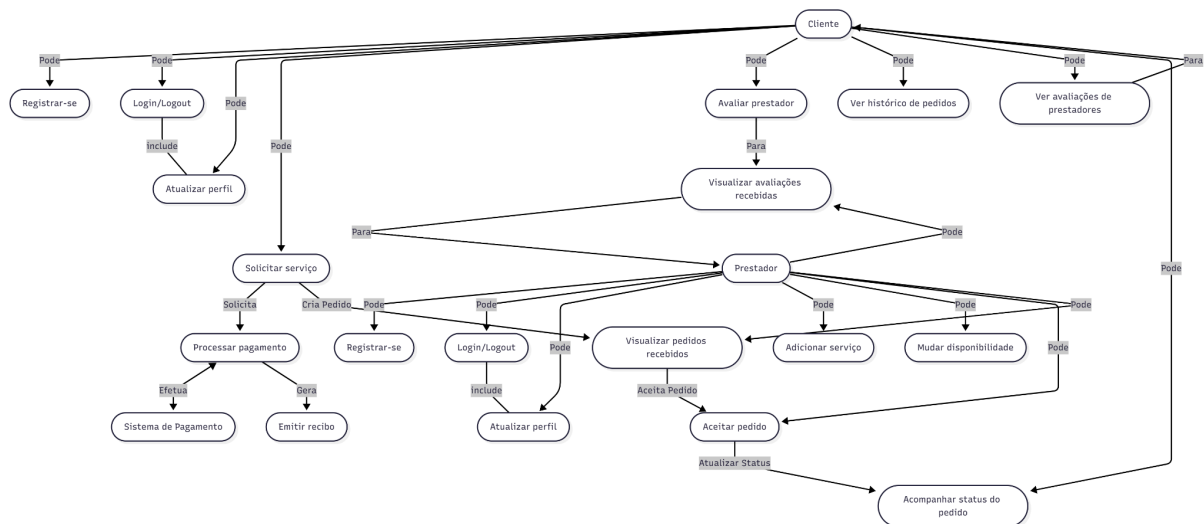 Cliente
Pode
Pode
Pode
Pode
Pode
Para
Registrar-se
Login/Logout
Pode
Avaliar prestador
Ver histórico de pedidos
Ver avaliações de
prestadores
include
Pode
Para
Atualizar perfil
Visualizar avaliações
recebidas
Para
Pode
Solicitar serviço
Prestador
Pode
Solicita
Cria Pedido
Pode
Pode
Pode
Pode
Pode
Processar pagamento
Registrar-se
Login/Logout
Pode
Visualizar pedidos
recebidos
Adicionar serviço
Mudar disponibilidade
Pode
Efetua
Gera
include
Aceita Pedido
Sistema de Pagamento
Emitir recibo
Atualizar perfil
Aceitar pedido
Atualizar Status
Acompanhar status do
pedido